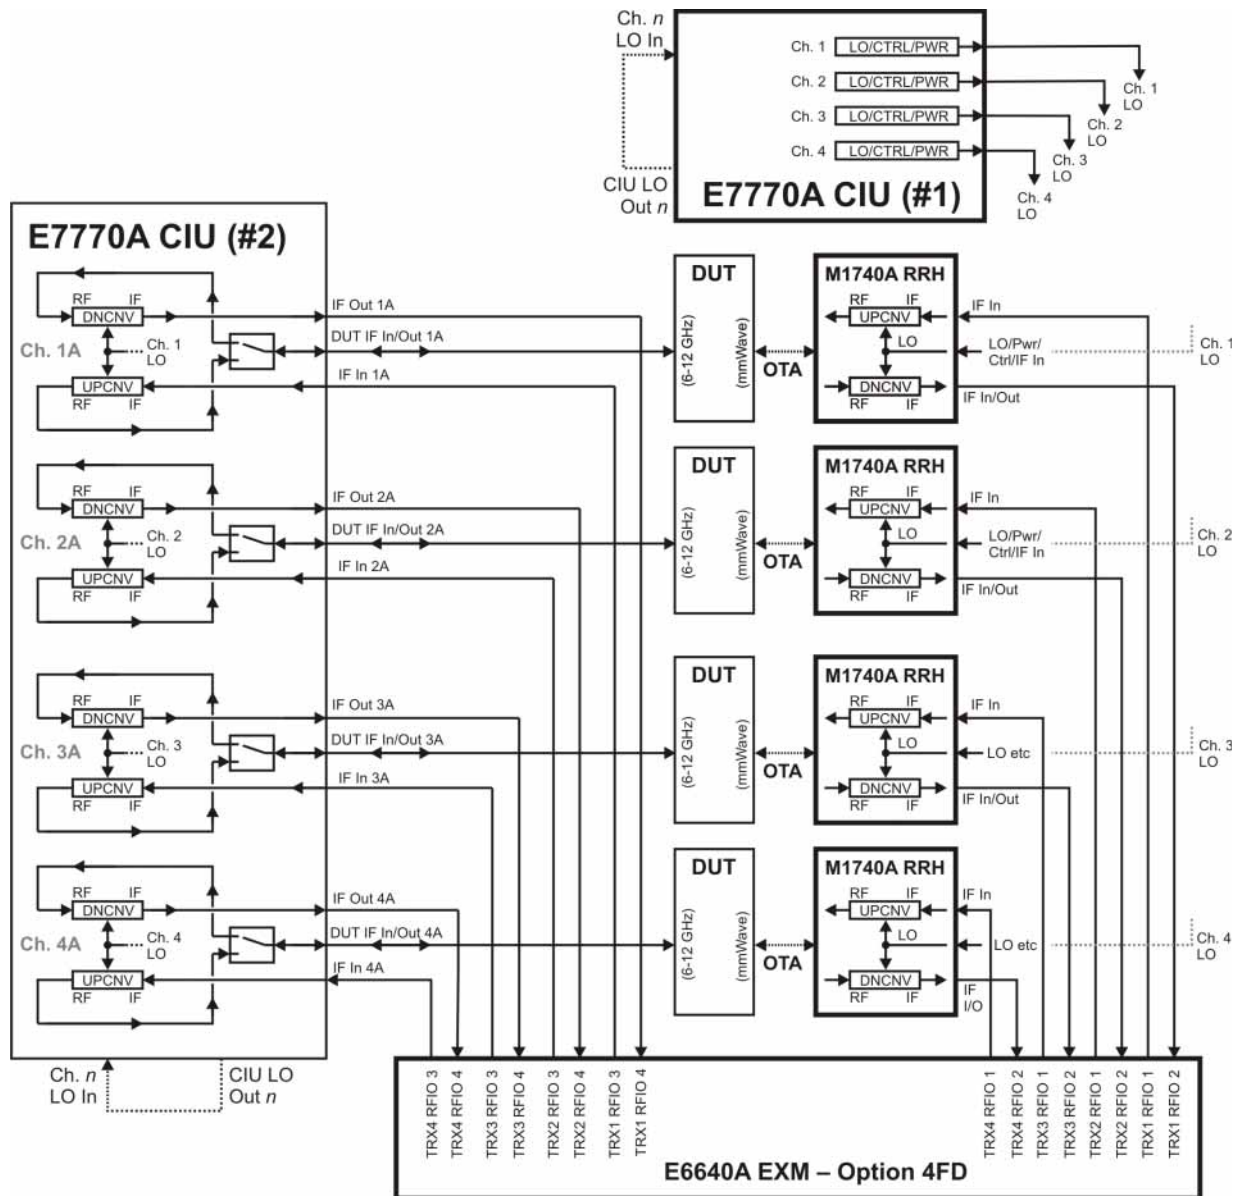 Ch. n
LO In
Ch. 1 LO/CTRL/PWR
Ch. 2 LO/CTRL/PWR
Ch. 3 LO/CTRL/PWR
Ch. 4 LO/CTRL/PWR
Ch. 1
LO
Ch. 2
LO
Ch. 3
LO
Ch. 4
LO
CIU LO
Out n
E7770A CIU (#1)
E7770A CIU (#2)
RF IF
DNCNV
Ch. 1A
Ch. 1
LO
UPCNV
RF IF
IF Out 1A
DUT IF In/Out 1A
IF In 1A
DUT
(6-12 GHz)
(mmWave)
OTA
M1740A RRH
RF IF
UPCNV
LO
DNCNV
RF IF
IF In
LO/Pwr/
Ctrl/IF In
IF In/Out
Ch. 1
LO
RF IF
DNCNV
Ch. 2A
Ch. 2
LO
UPCNV
RF IF
IF Out 2A
DUT IF In/Out 2A
IF In 2A
DUT
(6-12 GHz)
(mmWave)
OTA
M1740A RRH
RF IF
UPCNV
LO
DNCNV
RF IF
IF In
LO/Pwr/
Ctrl/IF In
IF In/Out
Ch. 2
LO
RF IF
DNCNV
Ch. 3A
Ch. 3
LO
UPCNV
RF IF
IF Out 3A
DUT IF In/Out 3A
IF In 3A
DUT
(6-12 GHz)
(mmWave)
OTA
M1740A RRH
RF IF
UPCNV
LO
DNCNV
RF IF
IF In
LO etc
IF In/Out
Ch. 3
LO
RF IF
DNCNV
Ch. 4A
Ch. 4
LO
UPCNV
RF IF
IF Out 4A
DUT IF In/Out 4A
IF In 4A
DUT
(6-12 GHz)
(mmWave)
OTA
M1740A RRH
RF IF
UPCNV
LO
DNCNV
RF IF
IF In
LO etc
IF
I/O
Ch. 4
LO
Ch. n
LO In
CIU LO
Out n
TRX4 RFIO 3
TRX4 RFIO 4
TRX3 RFIO 3
TRX3 RFIO 4
TRX2 RFIO 3
TRX2 RFIO 4
TRX1 RFIO 3
TRX1 RFIO 4
TRX4 RFIO 1
TRX4 RFIO 2
TRX3 RFIO 1
TRX3 RFIO 2
TRX2 RFIO 1
TRX2 RFIO 2
TRX1 RFIO 1
TRX1 RFIO 2
E6640A EXM – Option 4FD